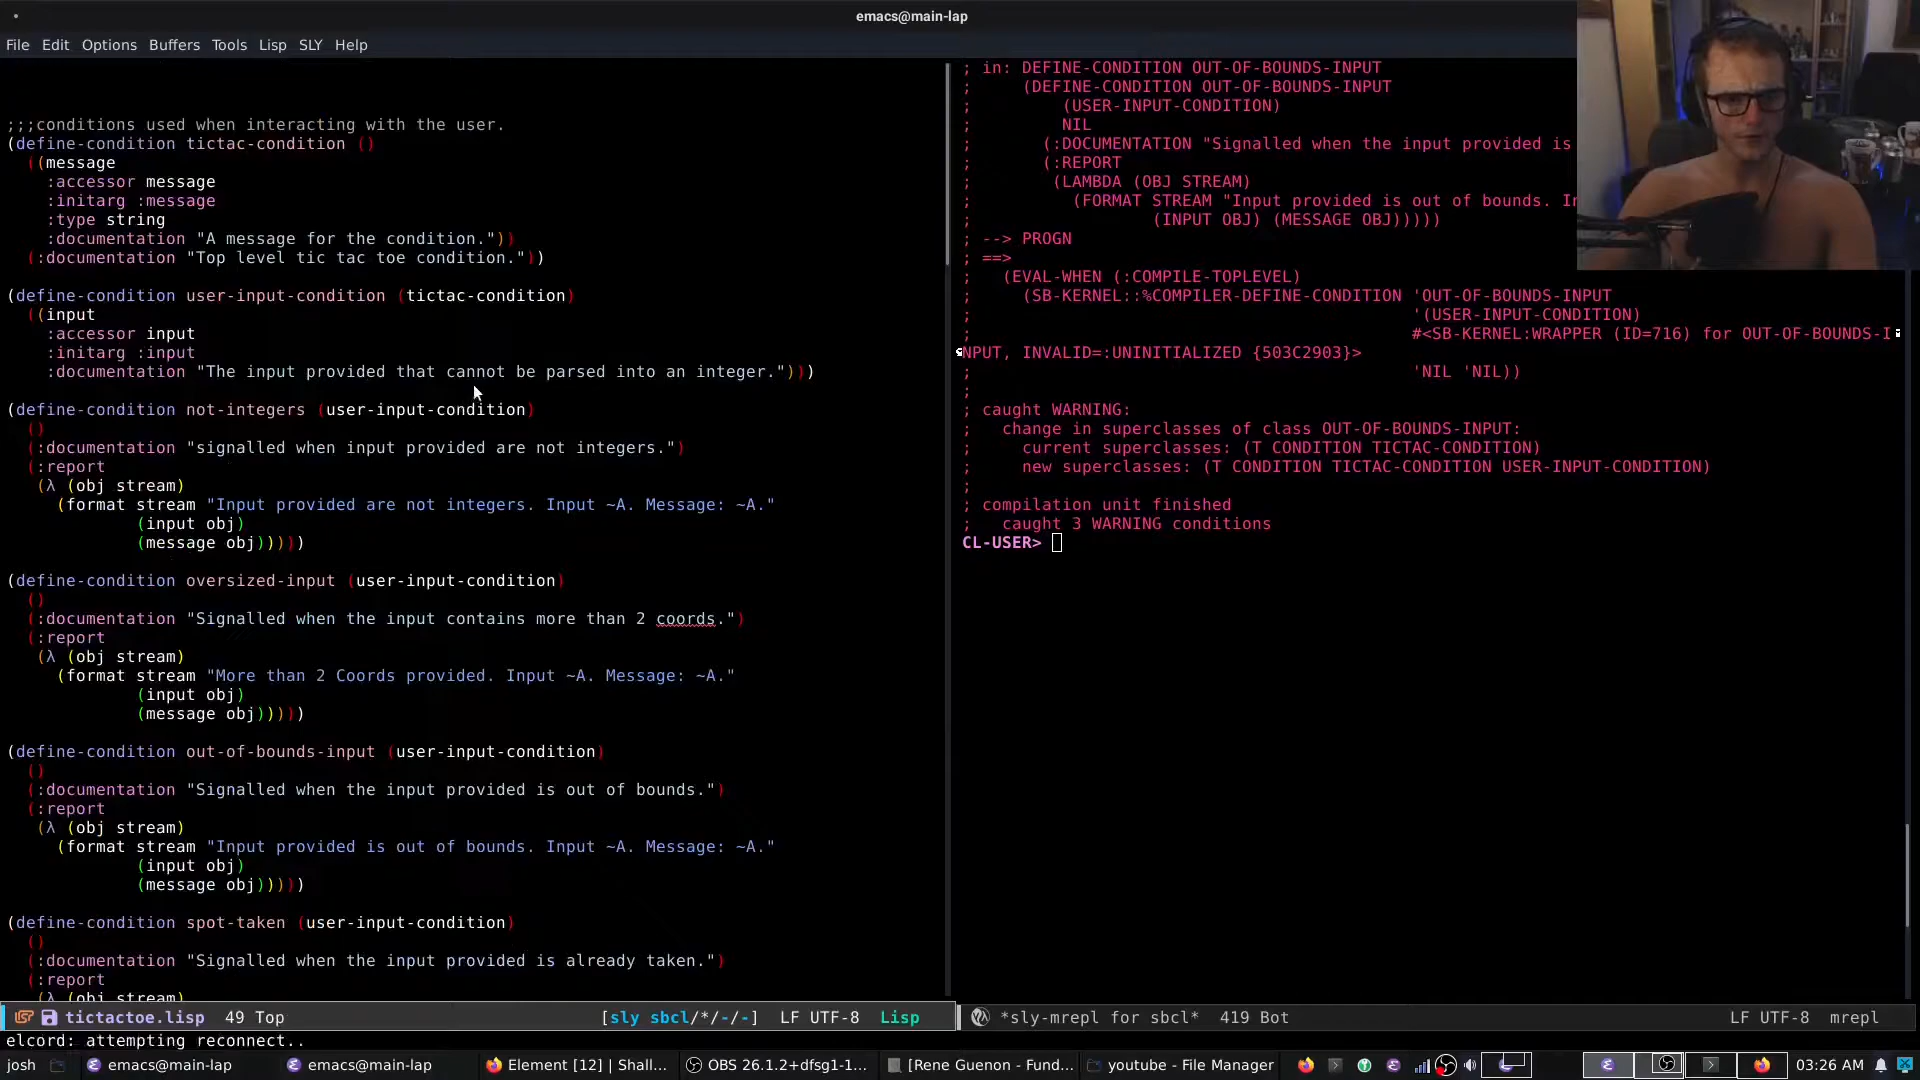 emacs@main-lap
File Edit Options Buffers Tools Lisp SLY Help
;;;conditions used when interacting with the user.
(define-condition tictac-condition ()
((message
:accessor message
:initarg :message
:type string
:documentation "A message for the condition."))
(:documentation "Top level tic tac toe condition."))
(define-condition user-input-condition (tictac-condition)
((input
:accessor input
:initarg :input
:documentation "The input provided that cannot be parsed into an integer.")))
(define-condition not-integers (user-input-condition)
()
(:documentation "signalled when input provided are not integers.")
(:report
(λ (obj stream)
(format stream "Input provided are not integers. Input ~A. Message: ~A."
(input obj)
(message obj)))))
(define-condition oversized-input (user-input-condition)
()
(:documentation "Signalled when the input contains more than 2 coords.")
(:report
(λ (obj stream)
(format stream "More than 2 Coords provided. Input ~A. Message: ~A."
(input obj)
(message obj)))))
(define-condition out-of-bounds-input (user-input-condition)
()
(:documentation "Signalled when the input provided is out of bounds.")
(:report
(λ (obj stream)
(format stream "Input provided is out of bounds. Input ~A. Message: ~A."
(input obj)
(message obj)))))
(define-condition spot-taken (user-input-condition)
()
(:documentation "Signalled when the input provided is already taken.")
(:report
(λ (obj stream)
tictactoe.lisp 49 Top [sly sbcl/*/-/-] LF UTF-8 Lisp
; in: DEFINE-CONDITION OUT-OF-BOUNDS-INPUT
; (DEFINE-CONDITION OUT-OF-BOUNDS-INPUT
; (USER-INPUT-CONDITION)
; NIL
; (:DOCUMENTATION "Signalled when the input provided is
; (:REPORT
; (LAMBDA (OBJ STREAM)
; (FORMAT STREAM "Input provided is out of bounds. In
; (INPUT OBJ) (MESSAGE OBJ)))))
; --> PROGN
; ==>
; (EVAL-WHEN (:COMPILE-TOPLEVEL)
; (SB-KERNEL::%COMPILER-DEFINE-CONDITION 'OUT-OF-BOUNDS-INPUT
; '(USER-INPUT-CONDITION)
; #<SB-KERNEL:WRAPPER (ID=716) for OUT-OF-BOUNDS-I
NPUT, INVALID=:UNINITIALIZED {503C2903}>
; 'NIL 'NIL))
;
; caught WARNING:
; change in superclasses of class OUT-OF-BOUNDS-INPUT:
; current superclasses: (T CONDITION TICTAC-CONDITION)
; new superclasses: (T CONDITION TICTAC-CONDITION USER-INPUT-CONDITION)
;
; compilation unit finished
; caught 3 WARNING conditions
CL-USER>
*sly-mrepl for sbcl* 419 Bot LF UTF-8 mrepl
elcord: attempting reconnect..
josh emacs@main-lap emacs@main-lap Element [12] | Shall... OBS 26.1.2+dfsg1-1... [Rene Guenon - Fund... youtube - File Manager 03:26 AM